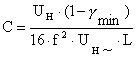 C = U_H · (1 − γ_min) / 16 · f² · U_H~ · L